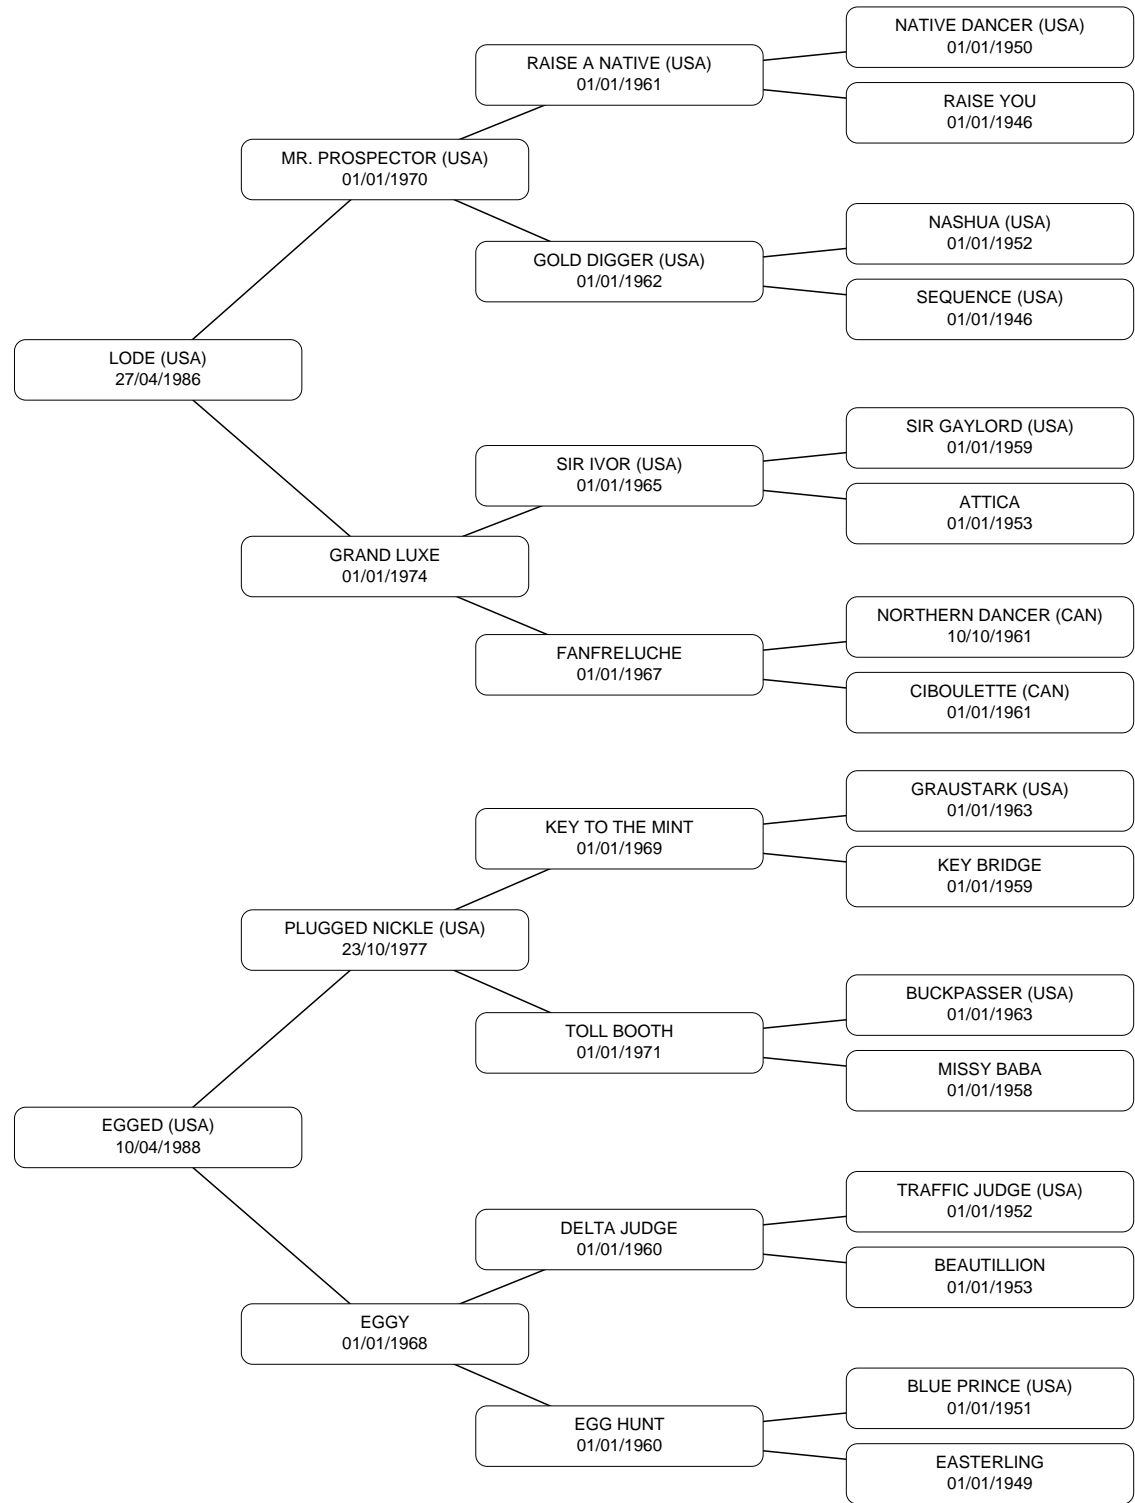 NATIVE DANCER (USA)
01/01/1950
RAISE A NATIVE (USA)
01/01/1961
RAISE YOU
01/01/1946
MR. PROSPECTOR (USA)
01/01/1970
NASHUA (USA)
01/01/1952
GOLD DIGGER (USA)
01/01/1962
SEQUENCE (USA)
01/01/1946
LODE (USA)
27/04/1986
SIR GAYLORD (USA)
01/01/1959
SIR IVOR (USA)
01/01/1965
ATTICA
01/01/1953
GRAND LUXE
01/01/1974
NORTHERN DANCER (CAN)
10/10/1961
FANFRELUCHE
01/01/1967
CIBOULETTE (CAN)
01/01/1961
GRAUSTARK (USA)
01/01/1963
KEY TO THE MINT
01/01/1969
KEY BRIDGE
01/01/1959
PLUGGED NICKLE (USA)
23/10/1977
BUCKPASSER (USA)
01/01/1963
TOLL BOOTH
01/01/1971
MISSY BABA
01/01/1958
EGGED (USA)
10/04/1988
TRAFFIC JUDGE (USA)
01/01/1952
DELTA JUDGE
01/01/1960
BEAUTILLION
01/01/1953
EGGY
01/01/1968
BLUE PRINCE (USA)
01/01/1951
EGG HUNT
01/01/1960
EASTERLING
01/01/1949